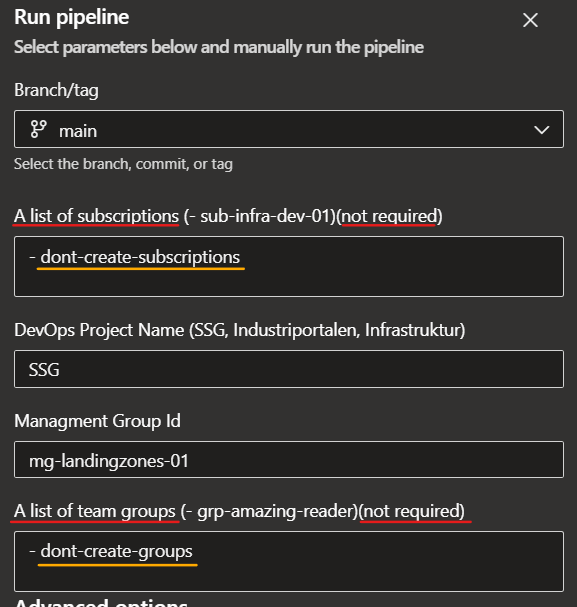 Run pipeline
Select parameters below and manually run the pipeline
Branch/tag
main
Select the branch, commit, or tag
A list of subscriptions (- sub-infra-dev-01)(not required)
- dont-create-subscriptions
DevOps Project Name (SSG, Industriportalen, Infrastruktur)
SSG
Managment Group Id
mg-landingzones-01
A list of team groups (- grp-amazing-reader)(not required)
- dont-create-groups
Advanced options